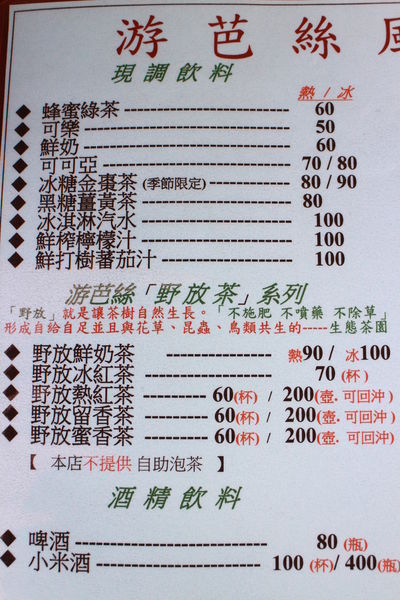 游芭絲風
現調飲料
熱 / 冰
◆ 蜂蜜綠茶 ---------------------- 60
◆ 可樂 ---------------------------- 50
◆ 鮮奶 ---------------------------- 60
◆ 可可亞 ------------------------- 70 / 80
◆ 冰糖金棗茶 (季節限定)---------- 80 / 90
◆ 黑糖薑黃茶 ------------------- 80
◆ 冰淇淋汽水 ------------------- 100
◆ 鮮榨檸檬汁 ------------------- 100
◆ 鮮打樹蕃茄汁 ---------------- 100
游芭絲「野放茶」系列
「野放」就是讓茶樹自然生長。「不施肥 不噴藥 不除草」
形成自給自足並且與花草、昆蟲、鳥類共生的-----生態茶園
◆ 野放鮮奶茶 ------------- 熱90 / 冰100
◆ 野放冰紅茶 ---------------- 70 (杯)
◆ 野放熱紅茶 --------- 60(杯) / 200(壺. 可回沖)
◆ 野放留香茶 ---------- 60(杯) / 200(壺. 可回沖)
◆ 野放蜜香茶 ---------- 60(杯) / 200(壺. 可回沖)
【 本店不提供 自助泡茶 】
酒精飲料
◆ 啤酒 --------------------------- 80 (瓶)
◆ 小米酒 ------------------------ 100 (杯)/ 400(瓶)